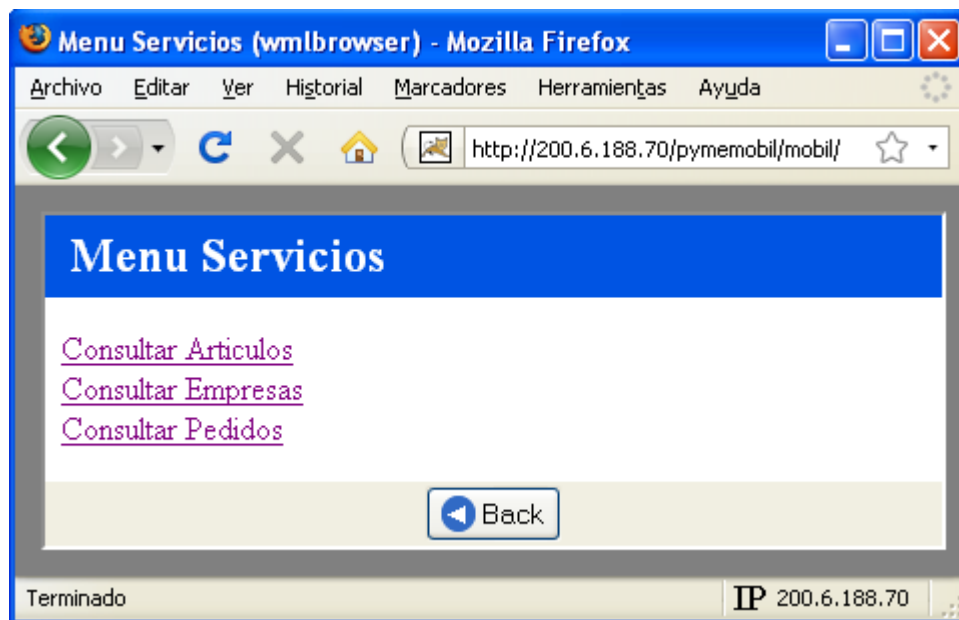 Menu Servicios (wmlbrowser) - Mozilla Firefox
Archivo Editar Ver Historial Marcadores Herramientas Ayuda
http://200.6.188.70/pymemobil/mobil/
Menu Servicios
Consultar Articulos
Consultar Empresas
Consultar Pedidos
Back
Terminado IP 200.6.188.70